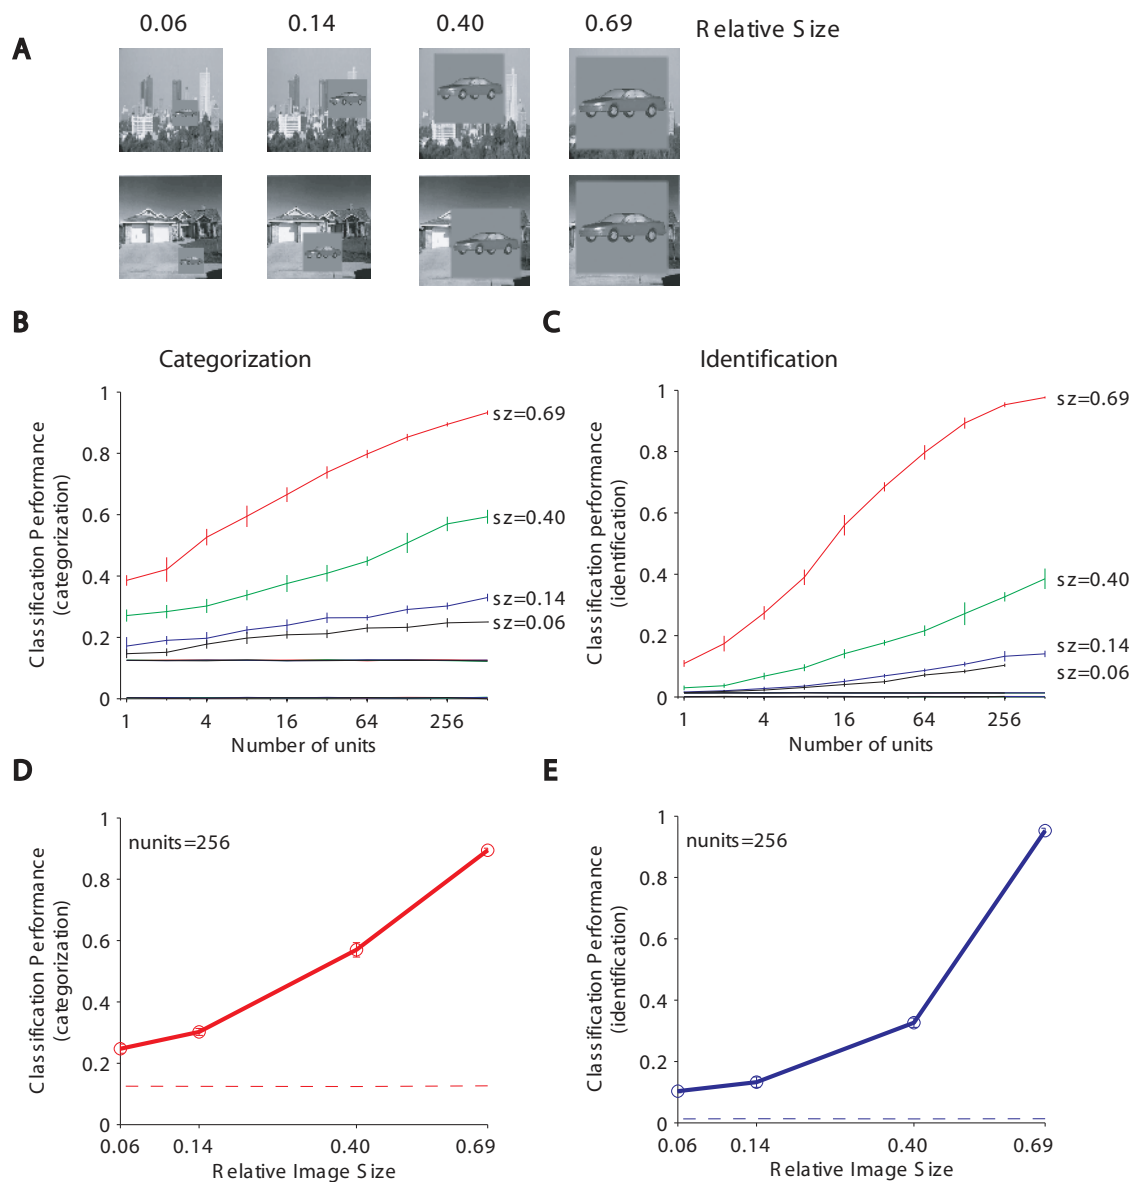 0.06 0.14 0.40 0.69 Relative Size
A
B
Categorization
Classification Performance
(categorization)
1
0.8
0.6
0.4
0.2
0
1 4 16 64 256
Number of units
sz=0.69
sz=0.40
sz=0.14
sz=0.06
C
Identification
Classification performance
(identification)
1
0.8
0.6
0.4
0.2
0
1 4 16 64 256
Number of units
sz=0.69
sz=0.40
sz=0.14
sz=0.06
D
nunits=256
Classification Performance
(categorization)
1
0.8
0.6
0.4
0.2
0
0.06 0.14 0.40 0.69
Relative Image Size
E
nunits=256
Classification Performance
(identification)
1
0.8
0.6
0.4
0.2
0
0.06 0.14 0.40 0.69
Relative Image Size